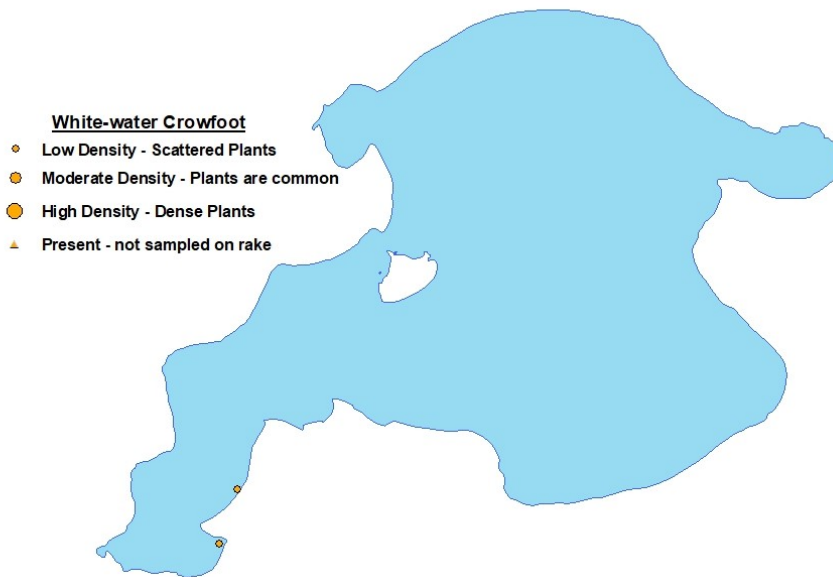 White-water Crowfoot
Low Density - Scattered Plants
Moderate Density - Plants are common
High Density - Dense Plants
Present - not sampled on rake